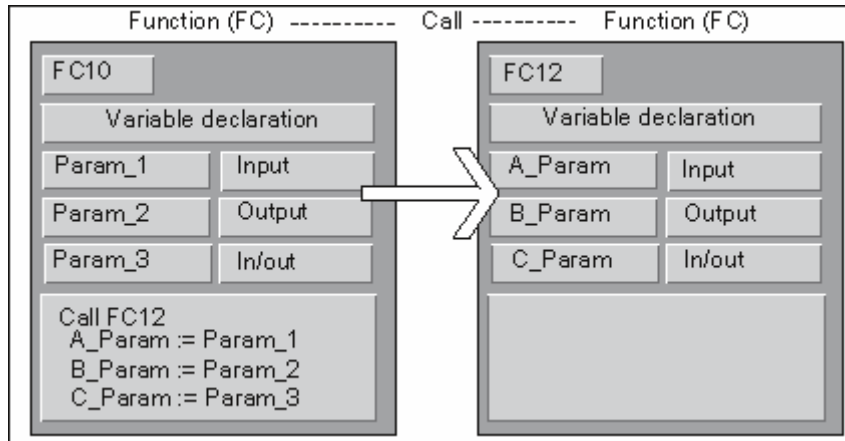 Function (FC) ---------- Call ---------- Function (FC)
FC10
Variable declaration
Param_1 Input
Param_2 Output
Param_3 In/out
Call FC12
A_Param := Param_1
B_Param := Param_2
C_Param := Param_3
FC12
Variable declaration
A_Param Input
B_Param Output
C_Param In/out